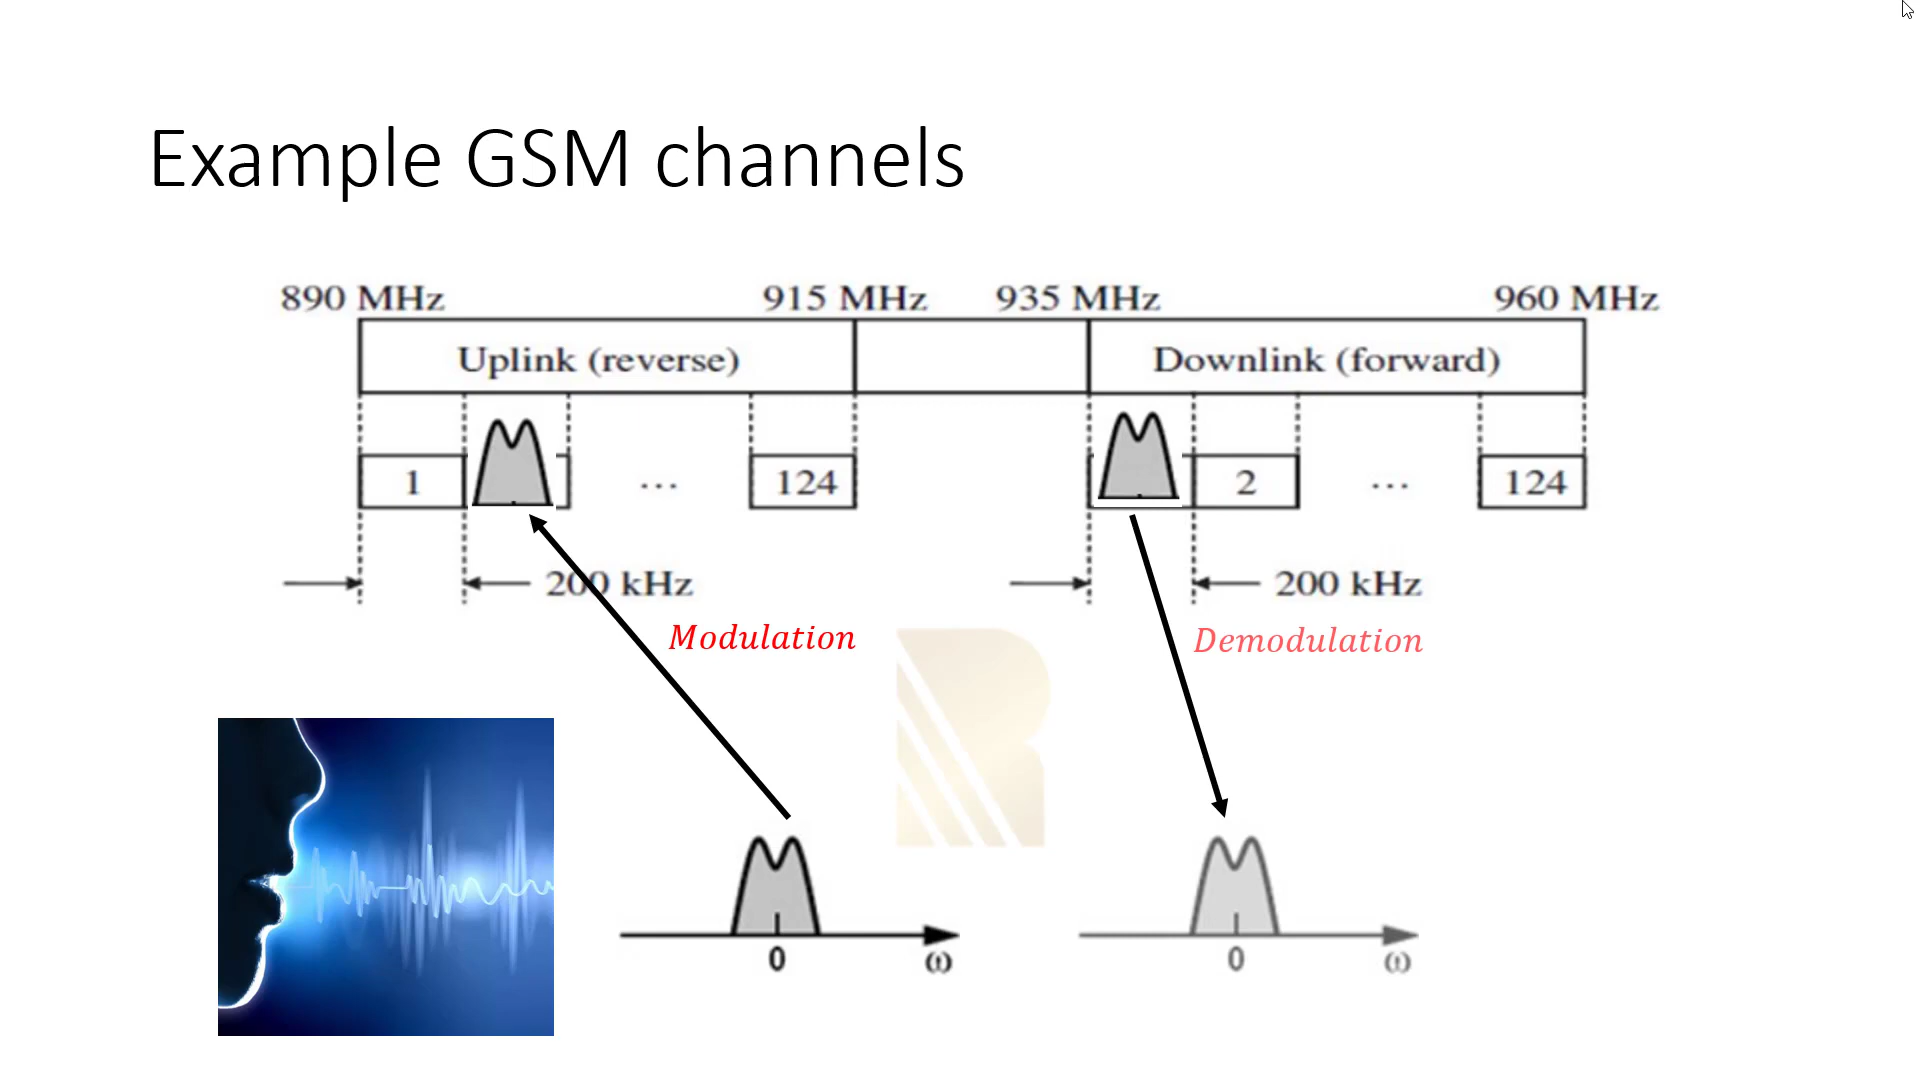 Example GSM channels
890 MHz 915 MHz 935 MHz 960 MHz
Uplink (reverse) Downlink (forward)
1 ... 124 2 ... 124
200 kHz 200 kHz
Modulation Demodulation
0 ω 0 ω